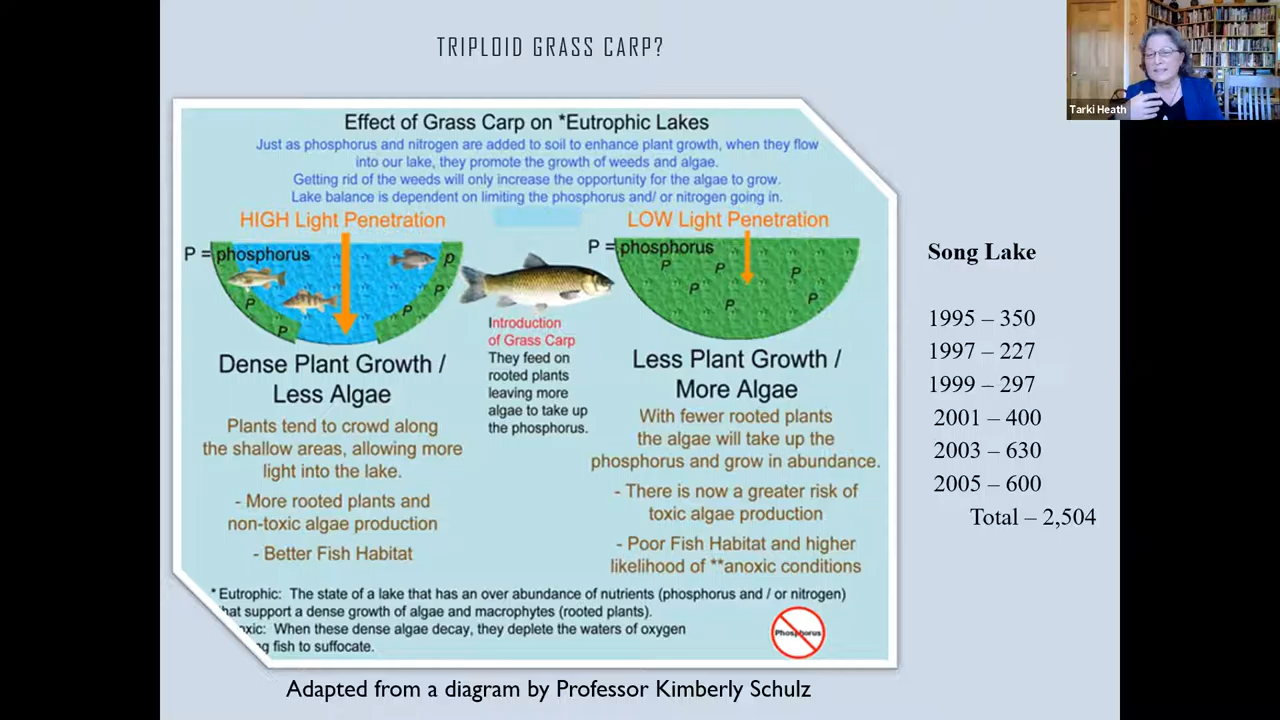 TRIPLOID GRASS CARP?
Tarki Heath
Effect of Grass Carp on *Eutrophic Lakes
Just as phosphorus and nitrogen are added to soil to enhance plant growth, when they flow
into our lake, they promote the growth of weeds and algae.
Getting rid of the weeds will only increase the opportunity for the algae to grow.
Lake balance is dependent on limiting the phosphorus and/ or nitrogen going in.
HIGH Light Penetration
P = phosphorus
P
P
P
P
P
Dense Plant Growth /
Less Algae
Plants tend to crowd along
the shallow areas, allowing more
light into the lake.
- More rooted plants and
non-toxic algae production
- Better Fish Habitat
Introduction
of Grass Carp
They feed on
rooted plants
leaving more
algae to take up
the phosphorus.
LOW Light Penetration
P = phosphorus
P
P
P
P
P
P
Less Plant Growth /
More Algae
With fewer rooted plants
the algae will take up the
phosphorus and grow in abundance.
- There is now a greater risk of
toxic algae production
- Poor Fish Habitat and higher
likelihood of **anoxic conditions
* Eutrophic: The state of a lake that has an over abundance of nutrients (phosphorus and / or nitrogen)
hat support a dense growth of algae and macrophytes (rooted plants).
oxic: When these dense algae decay, they deplete the waters of oxygen
g fish to suffocate.
Phosphorus
Adapted from a diagram by Professor Kimberly Schulz
Song Lake
1995 – 350
1997 – 227
1999 – 297
2001 – 400
2003 – 630
2005 – 600
Total – 2,504